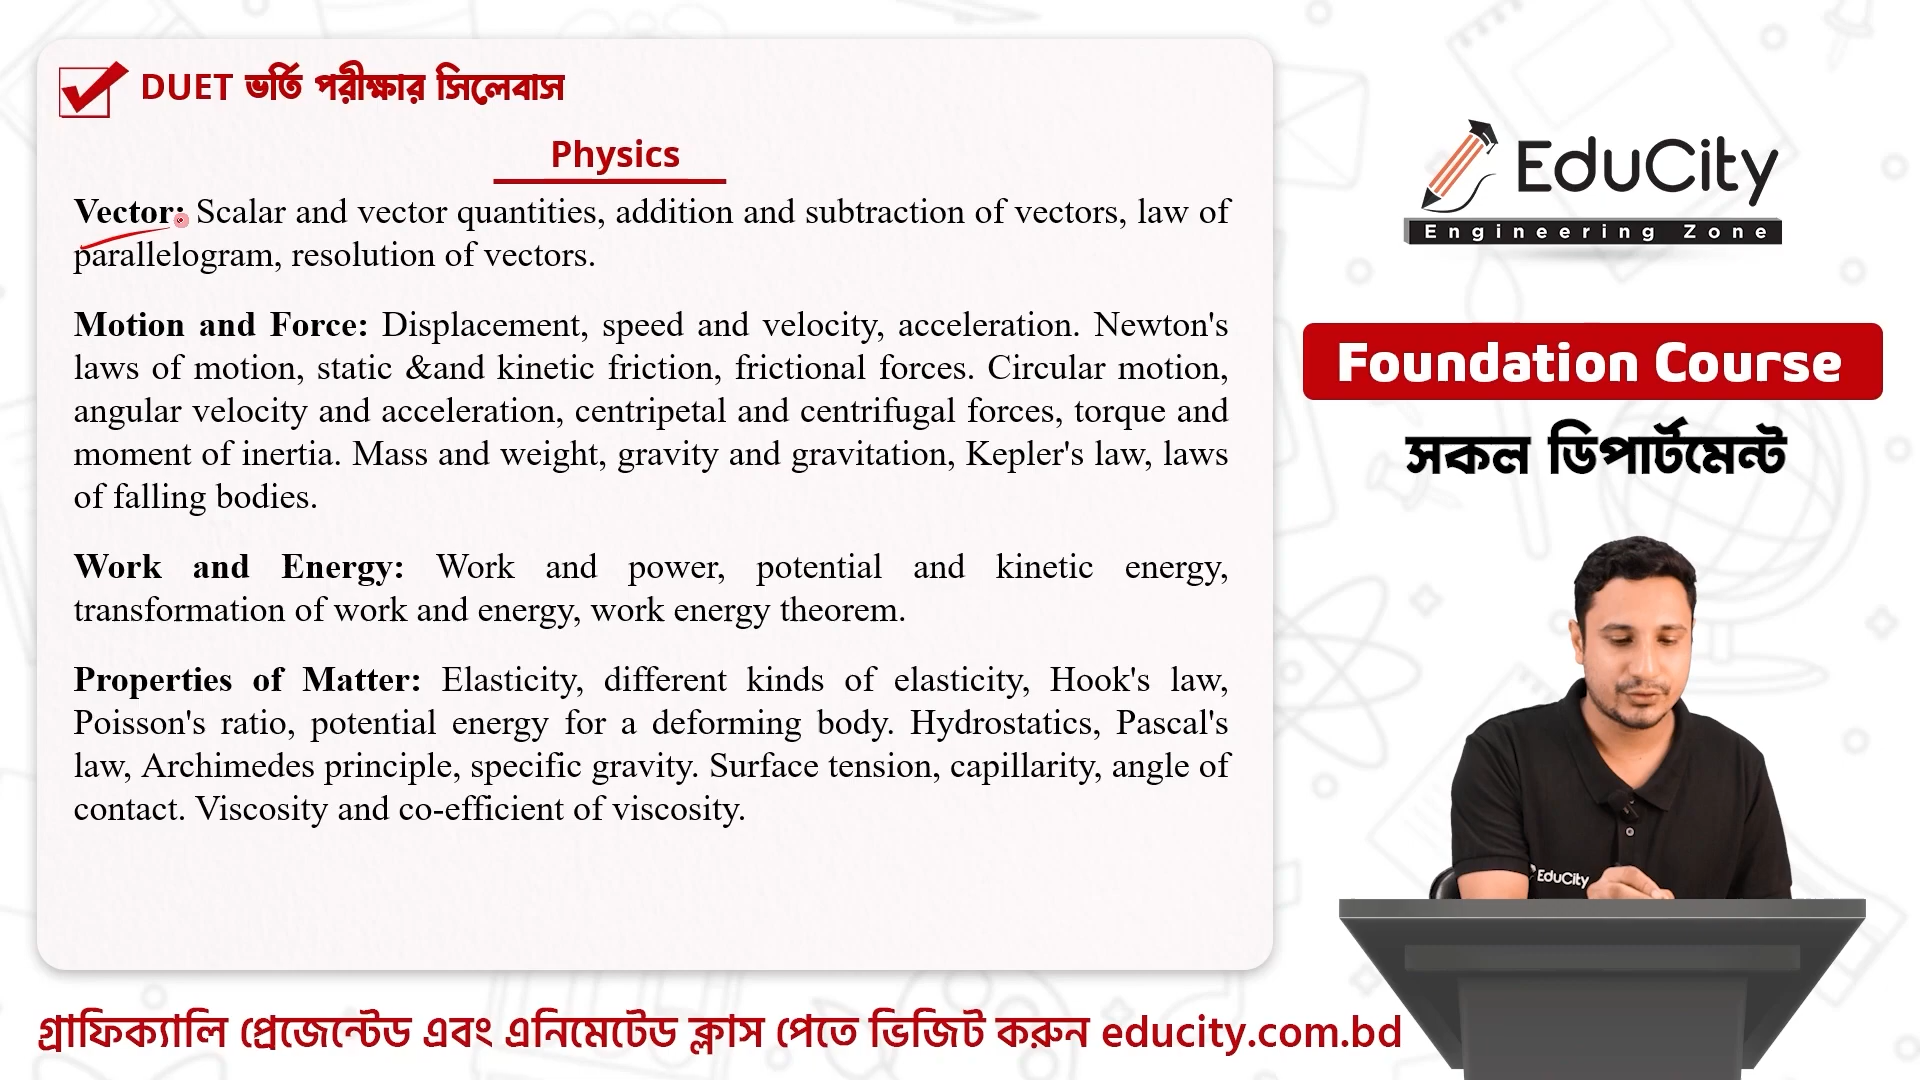 DUET ভর্তি পরীক্ষার সিলেবাস
Physics
Vector: Scalar and vector quantities, addition and subtraction of vectors, law of
parallelogram, resolution of vectors.
Motion and Force: Displacement, speed and velocity, acceleration. Newton's
laws of motion, static &and kinetic friction, frictional forces. Circular motion,
angular velocity and acceleration, centripetal and centrifugal forces, torque and
moment of inertia. Mass and weight, gravity and gravitation, Kepler's law, laws
of falling bodies.
Work and Energy: Work and power, potential and kinetic energy,
transformation of work and energy, work energy theorem.
Properties of Matter: Elasticity, different kinds of elasticity, Hook's law,
Poisson's ratio, potential energy for a deforming body. Hydrostatics, Pascal's
law, Archimedes principle, specific gravity. Surface tension, capillarity, angle of
contact. Viscosity and co-efficient of viscosity.
EduCity
Engineering Zone
Foundation Course
সকল ডিপার্টমেন্ট
EduCity
গ্রাফিক্যালি প্রেজেন্টেড এবং এনিমেটেড ক্লাস পেতে ভিজিট করুন educity.com.bd